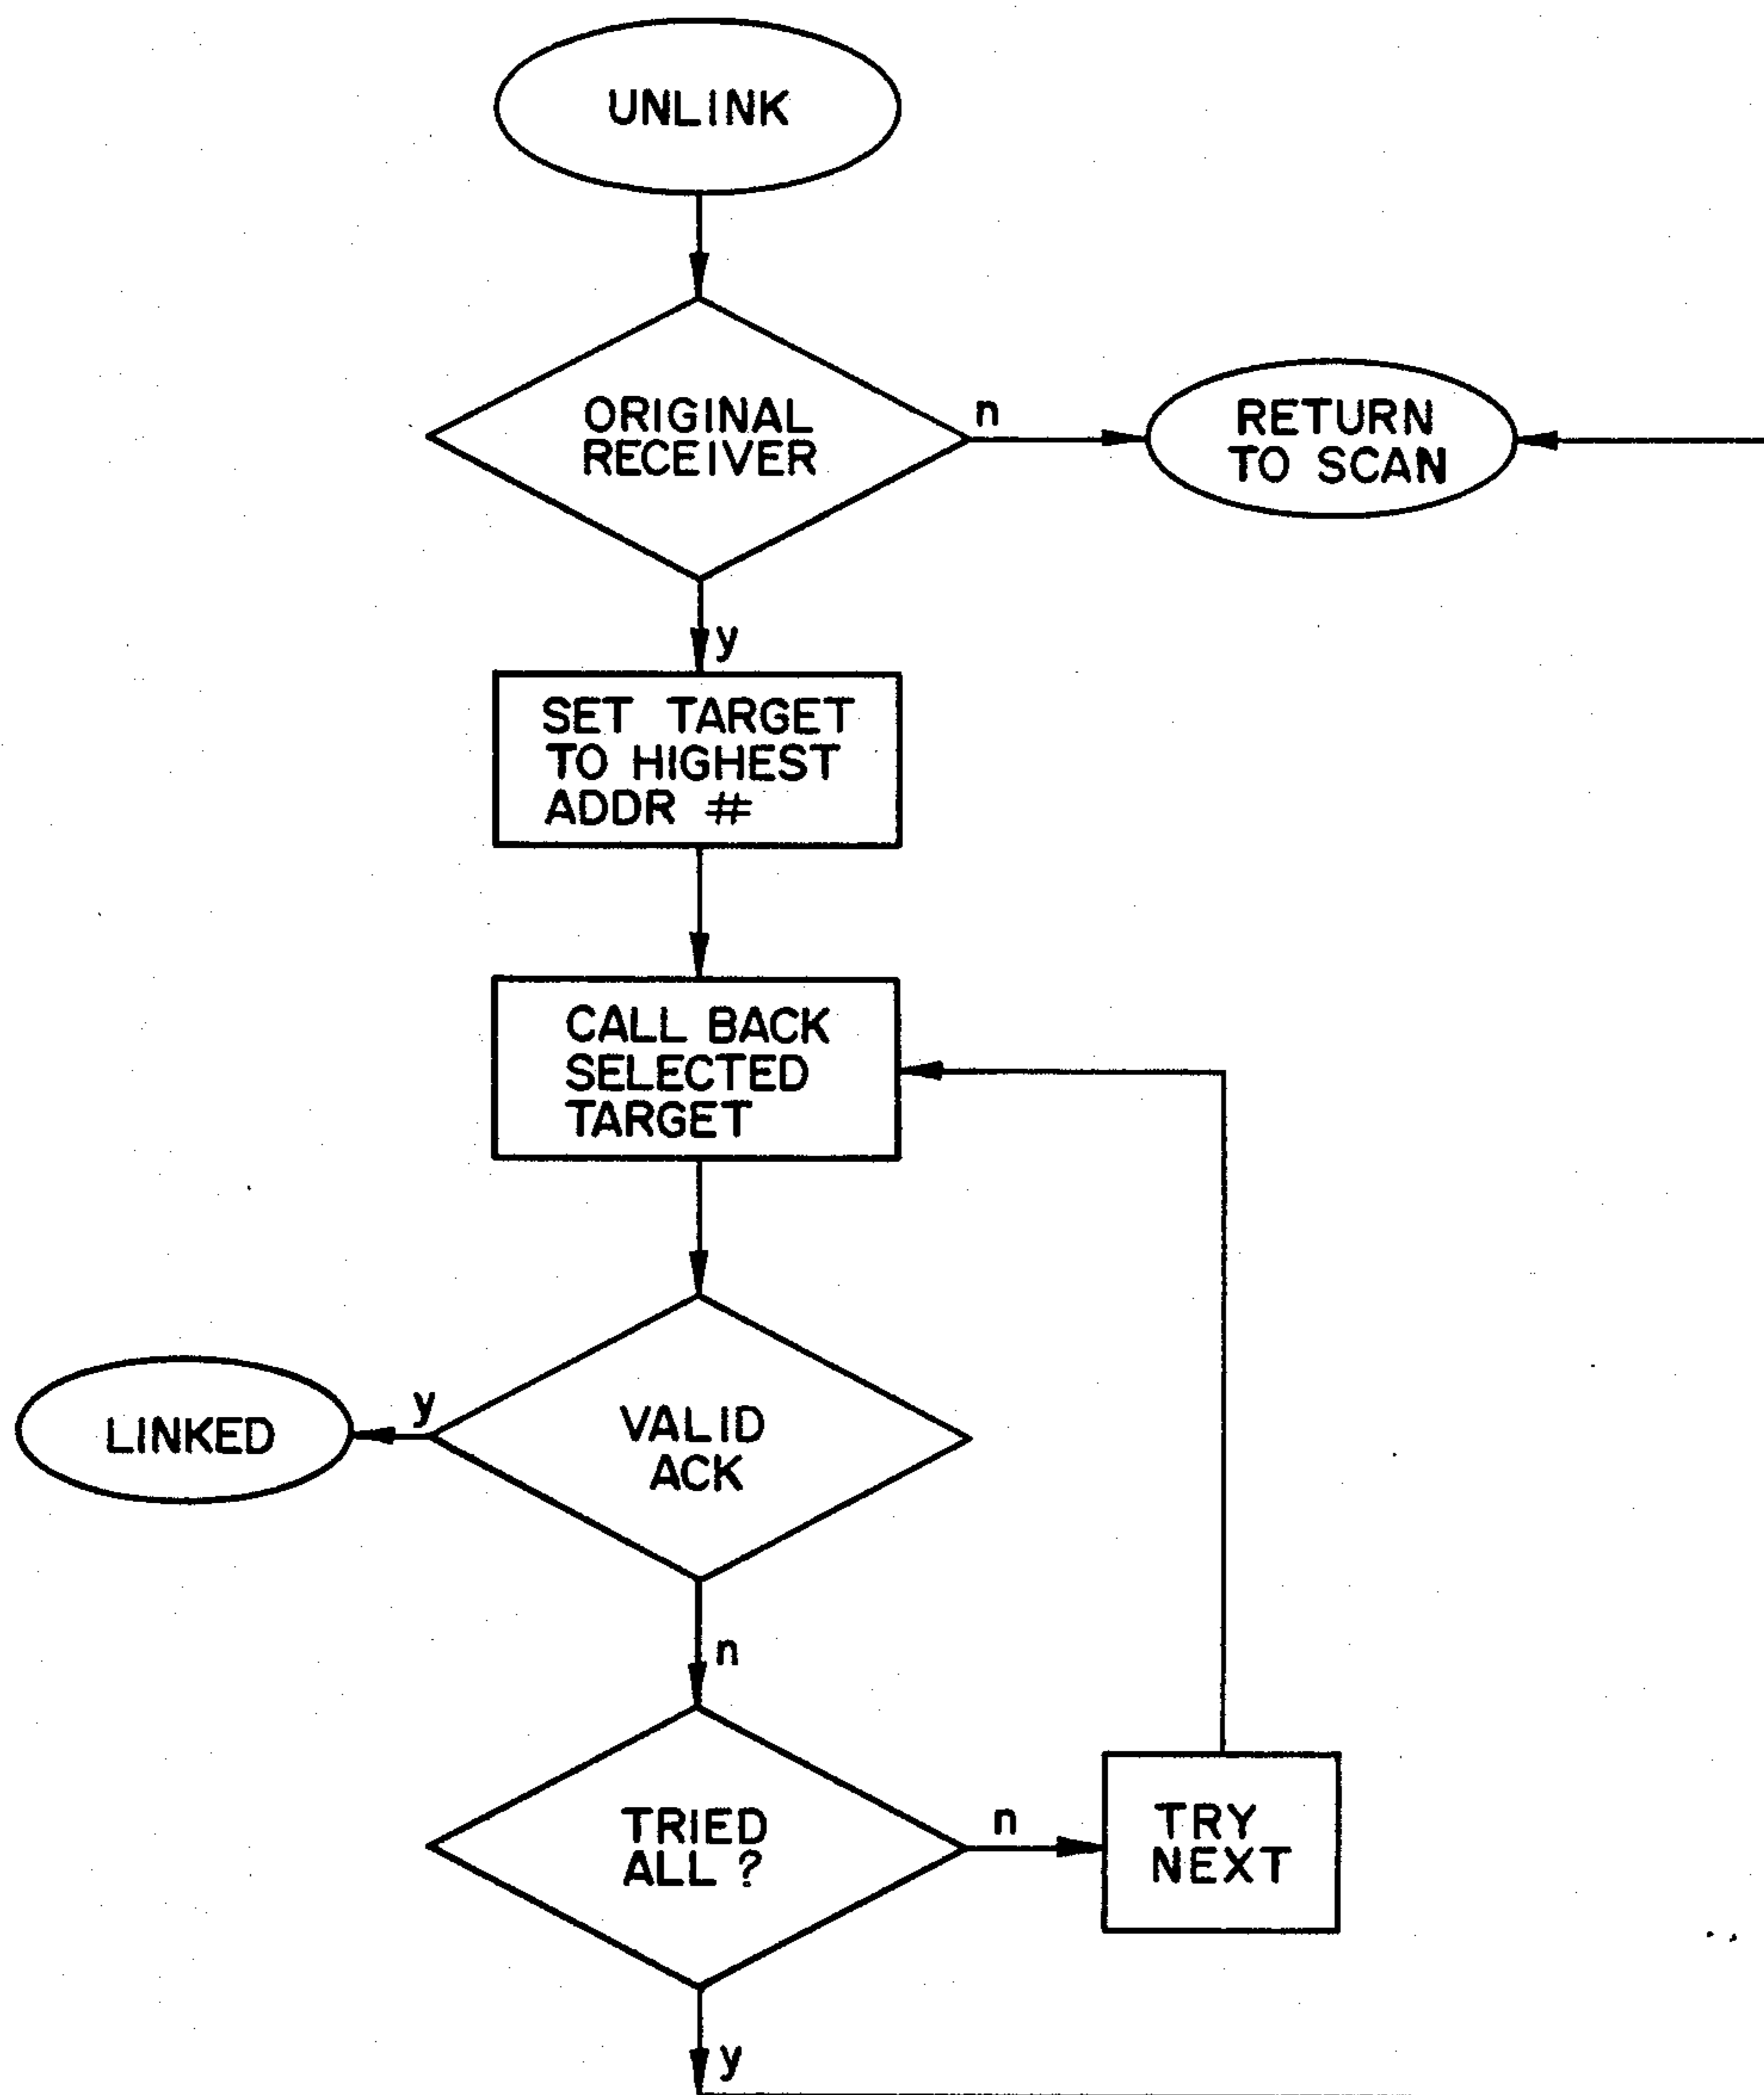 UNLINK
ORIGINAL
RECEIVER
n
RETURN
TO SCAN
y
SET TARGET
TO HIGHEST
ADDR #
CALL BACK
SELECTED
TARGET
y
LINKED
VALID
ACK
n
TRIED
ALL ?
n
TRY
NEXT
y